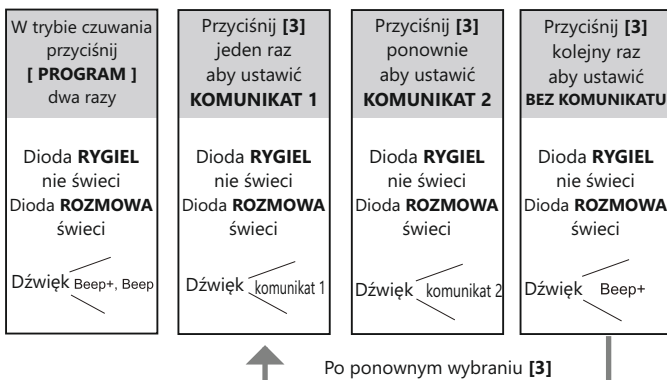 W trybie czuwania
przyciśnij
[ PROGRAM ]
dwa razy
Dioda RYGIEL
nie świeci
Dioda ROZMOWA
świeci
Dźwięk Beep+, Beep
Przyciśnij [3]
jeden raz
aby ustawić
KOMUNIKAT 1
Dioda RYGIEL
nie świeci
Dioda ROZMOWA
świeci
Dźwięk komunikat 1
Przyciśnij [3]
ponownie
aby ustawić
KOMUNIKAT 2
Dioda RYGIEL
nie świeci
Dioda ROZMOWA
świeci
Dźwięk komunikat 2
Przyciśnij [3]
kolejny raz
aby ustawić
BEZ KOMUNIKATU
Dioda RYGIEL
nie świeci
Dioda ROZMOWA
świeci
Dźwięk Beep+
Po ponownym wybraniu [3]